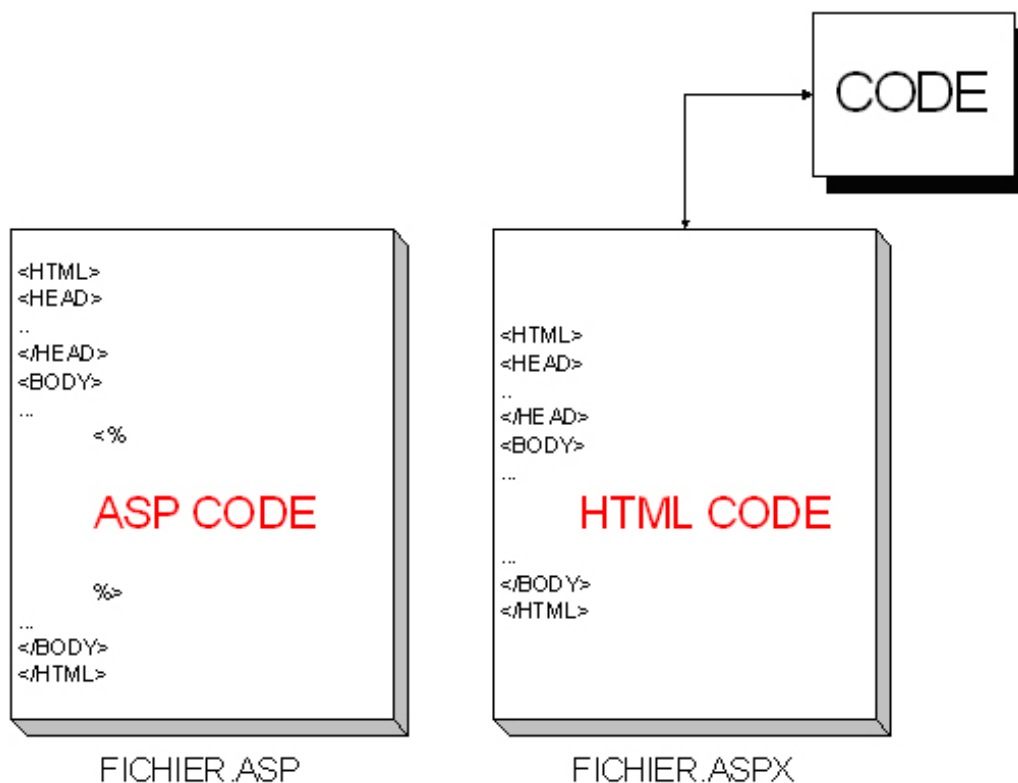 CODE
<HTML>
<HEAD>
..
</HEAD>
<BODY>
...
<%
ASP CODE
%>
...
</BODY>
</HTML>
FICHIER.ASP
<HTML>
<HEAD>
..
</HEAD>
<BODY>
...
HTML CODE
...
</BODY>
</HTML>
FICHIER.ASPX